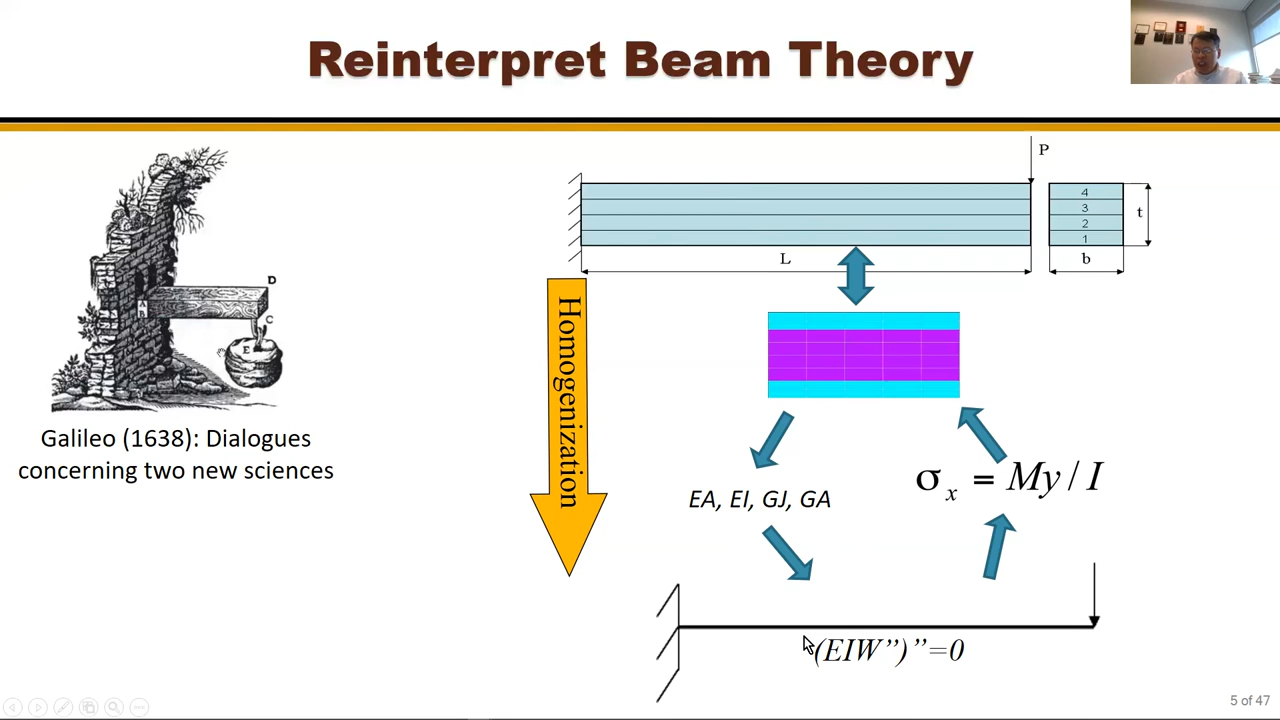 Reinterpret Beam Theory
A
B
D
C
E
Galileo (1638): Dialogues
concerning two new sciences
Homogenization
P
4
3
2
1
t
L
b
EA, EI, GJ, GA
σx = My / I
(EIW”)”=0
5 of 47